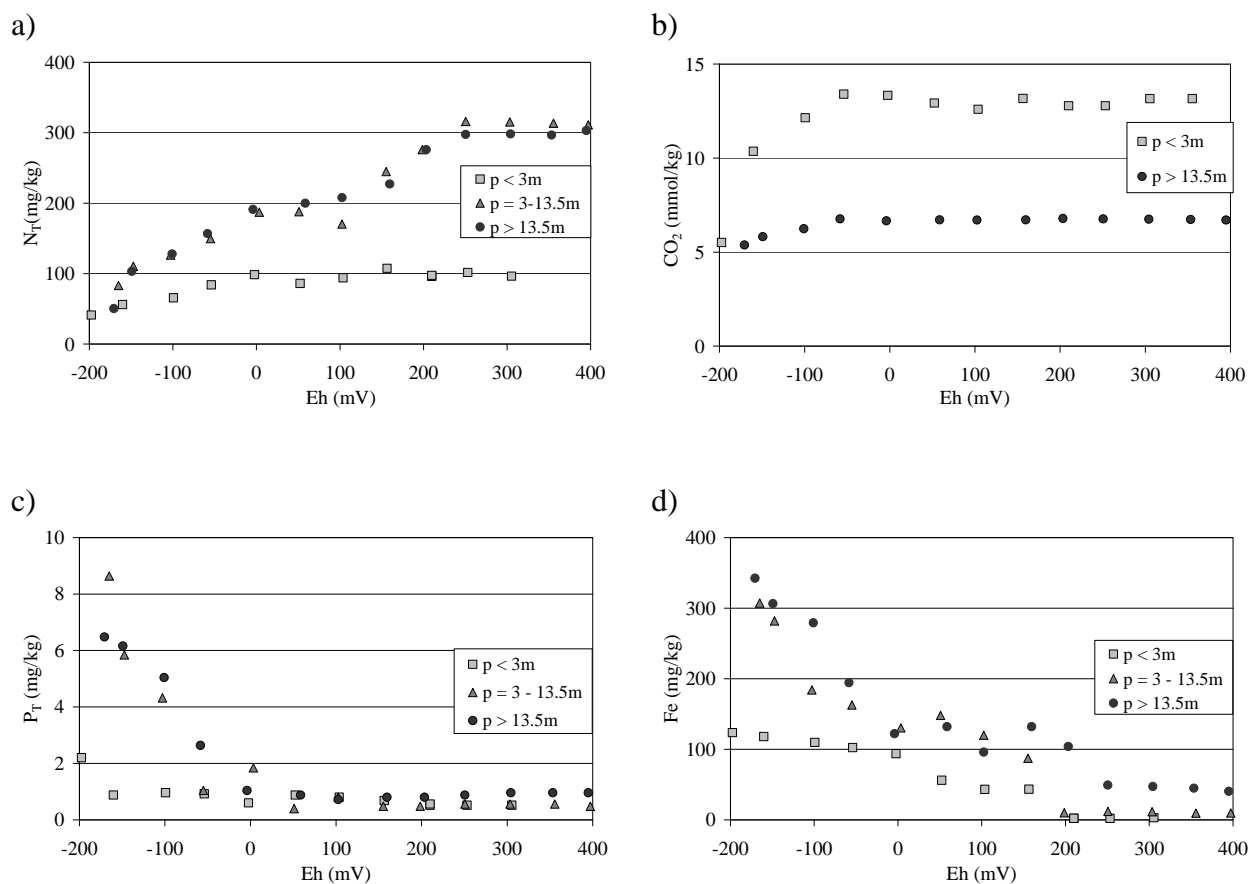 a)
400
300
200
100
0
N_T(mg/kg)
-200 -100 0 100 200 300 400
Eh (mV)
p < 3m
p = 3-13.5m
p > 13.5m
b)
15
10
5
0
CO₂ (mmol/kg)
-200 -100 0 100 200 300 400
Eh (mV)
p < 3m
p > 13.5m
c)
10
8
6
4
2
0
P_T (mg/kg)
-200 -100 0 100 200 300 400
Eh (mV)
p < 3m
p = 3 - 13.5m
p > 13.5m
d)
400
300
200
100
0
Fe (mg/kg)
-200 -100 0 100 200 300 400
Eh (mV)
p < 3m
p = 3 - 13.5m
p > 13.5m